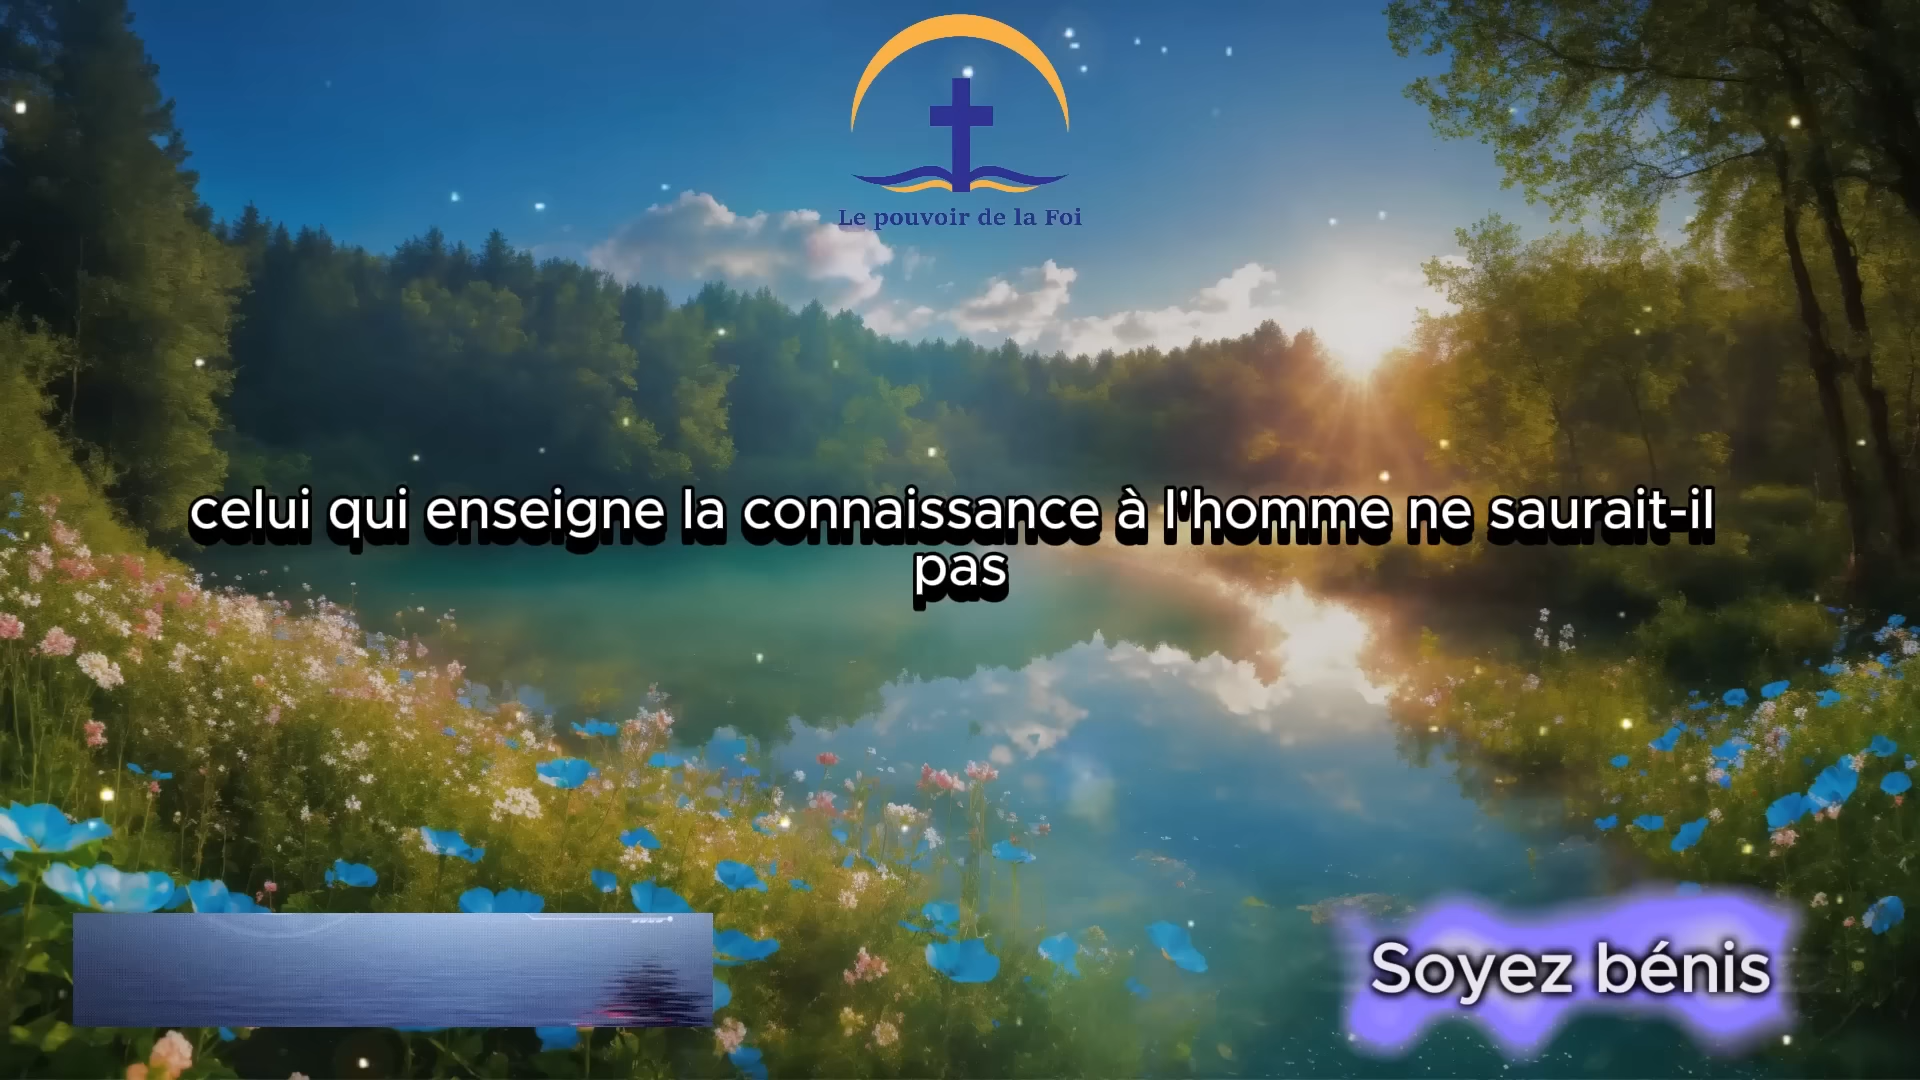 Le pouvoir de la Foi
celui qui enseigne la connaissance à l'homme ne saurait-il
pas
Soyez bénis